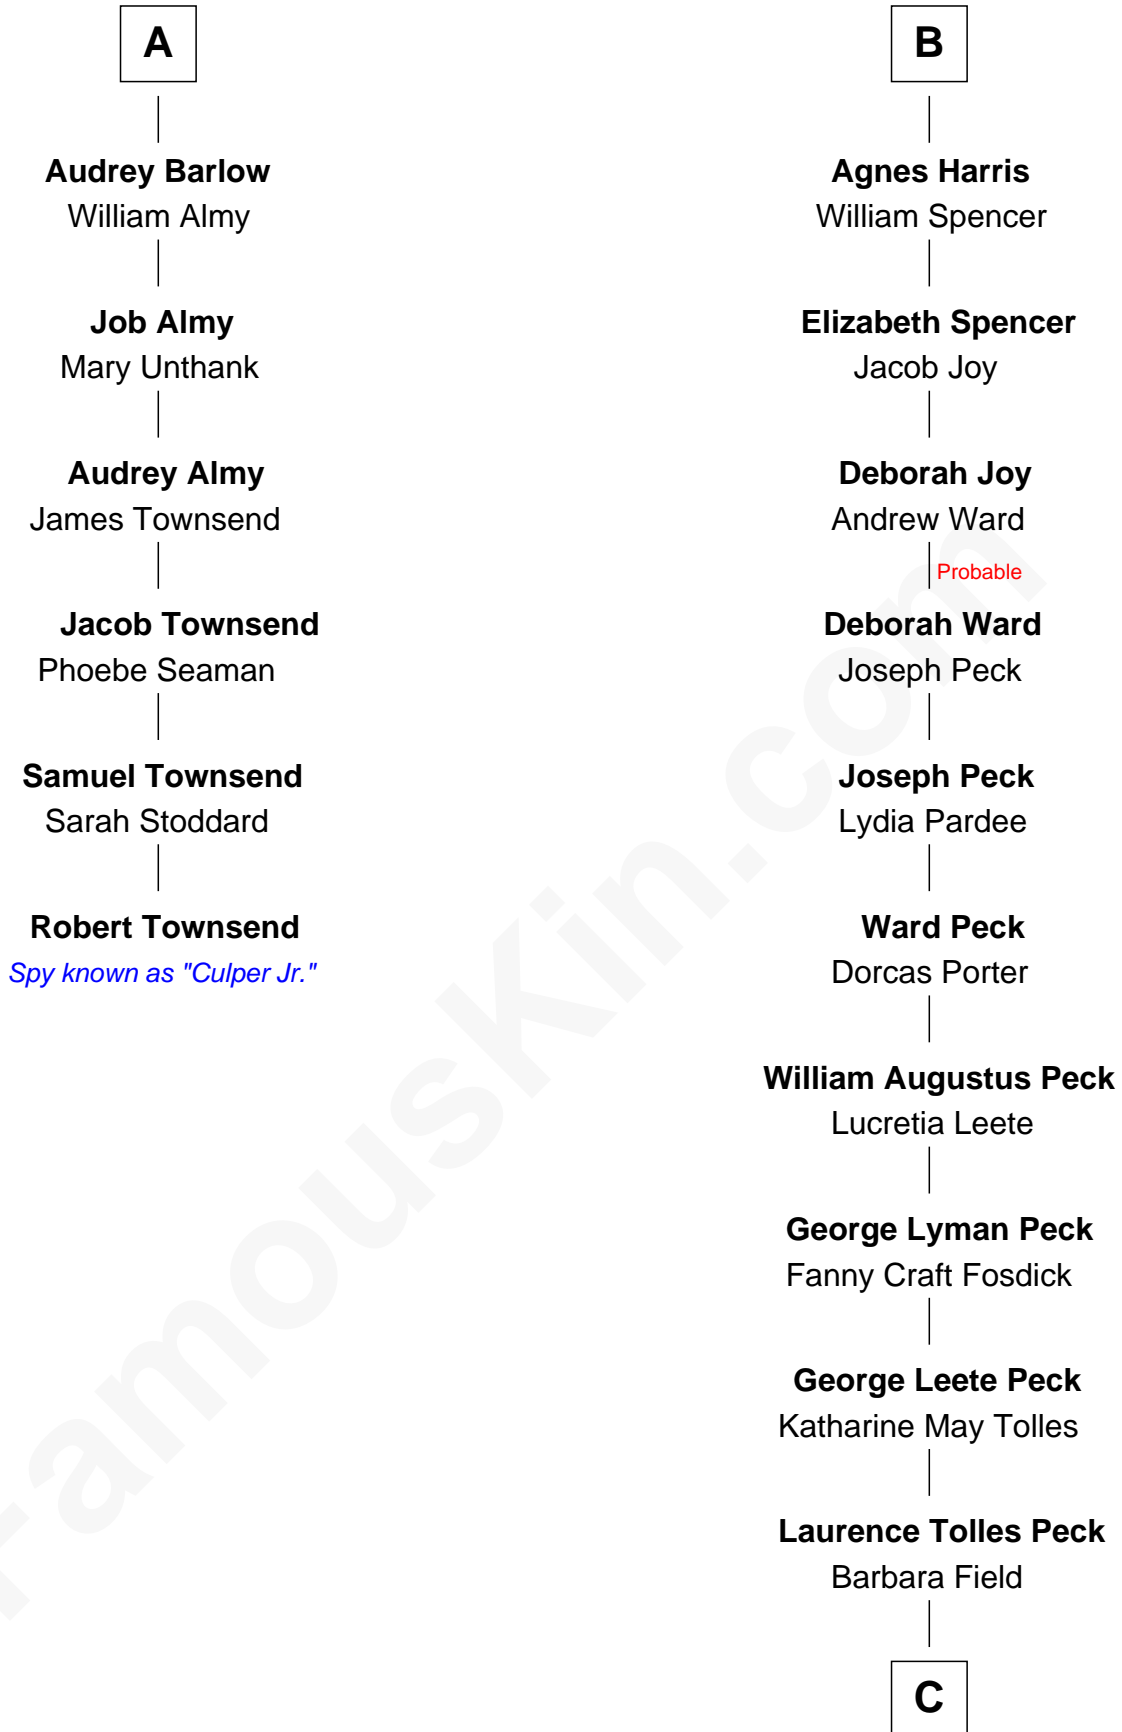 A
Audrey Barlow
William Almy
Job Almy
Mary Unthank
Audrey Almy
James Townsend
Jacob Townsend
Phoebe Seaman
Samuel Townsend
Sarah Stoddard
Robert Townsend
Spy known as "Culper Jr."
B
Agnes Harris
William Spencer
Elizabeth Spencer
Jacob Joy
Deborah Joy
Andrew Ward
Probable
Deborah Ward
Joseph Peck
Joseph Peck
Lydia Pardee
Ward Peck
Dorcas Porter
William Augustus Peck
Lucretia Leete
George Lyman Peck
Fanny Craft Fosdick
George Leete Peck
Katharine May Tolles
Laurence Tolles Peck
Barbara Field
C
FamousKin.com